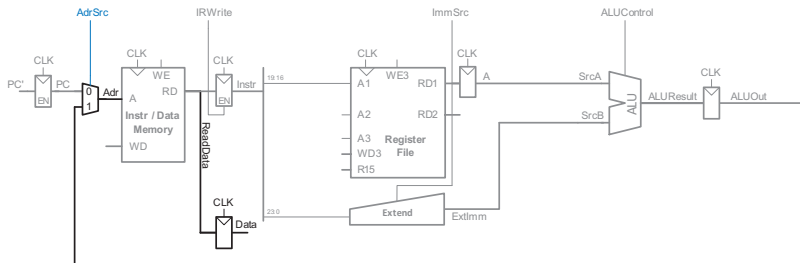 AdrSrc
IRWrite
ImmSrc
ALUControl
CLK
CLK
CLK
CLK
CLK
CLK
PC'
PC
EN
0
1
Adr
WE
A
RD
Instr / Data
Memory
WD
EN
Instr
19:16
WE3
A1
RD1
A
SrcA
A2
RD2
A3
WD3
R15
Register
File
SrcB
ALU
ALUResult
ALUOut
ReadData
CLK
Data
23:0
Extend
ExtImm